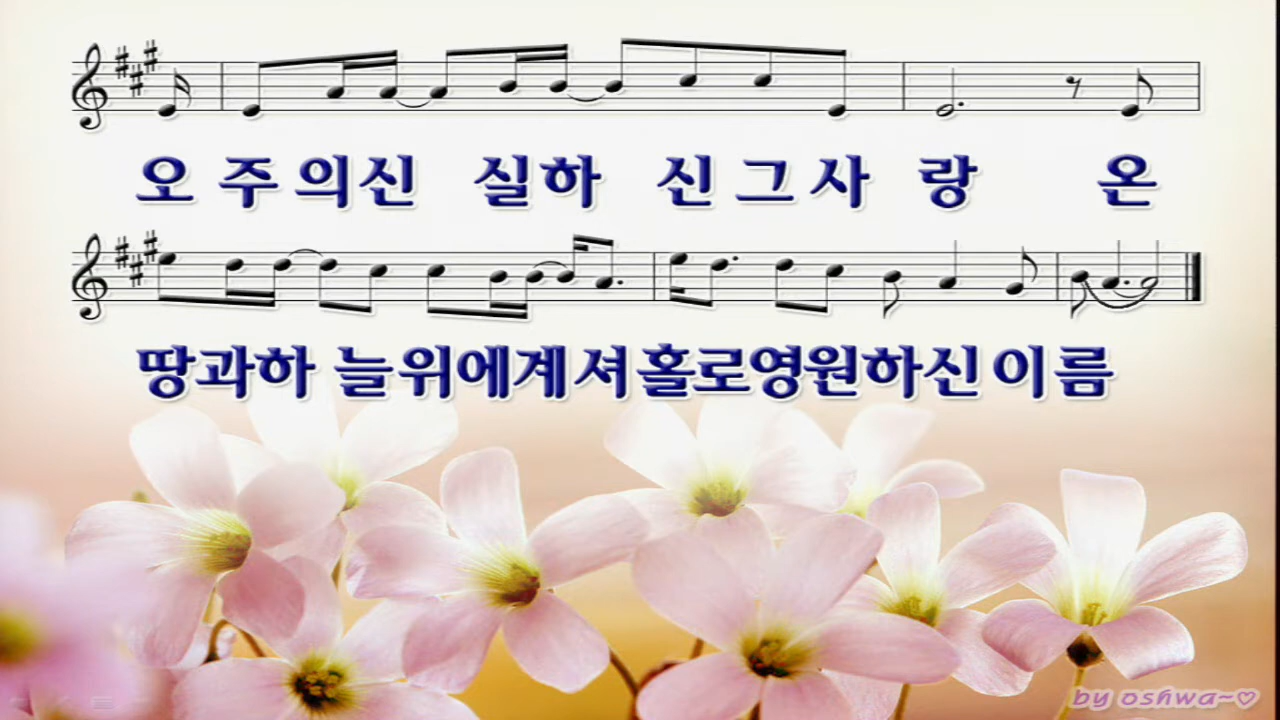 오 주 의 신 실 하 신 그 사 랑 온
땅과하 늘위에계셔홀로영원하신이름
by oshwa~♡